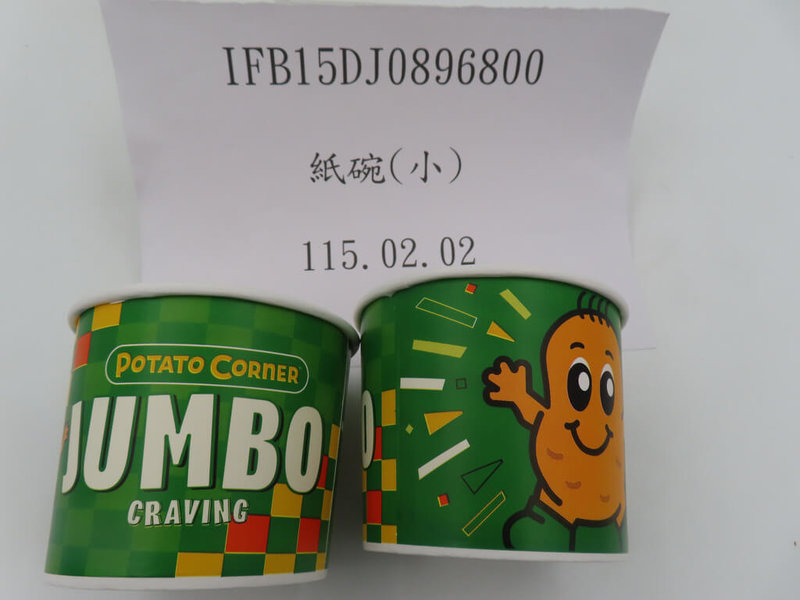 IFB15DJ0896800
紙碗(小)
115.02.02
POTATO CORNER
JUMBO
CRAVING